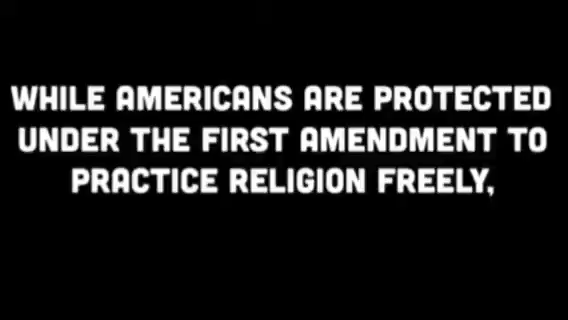 WHILE AMERICANS ARE PROTECTED
UNDER THE FIRST AMENDMENT TO
PRACTICE RELIGION FREELY,